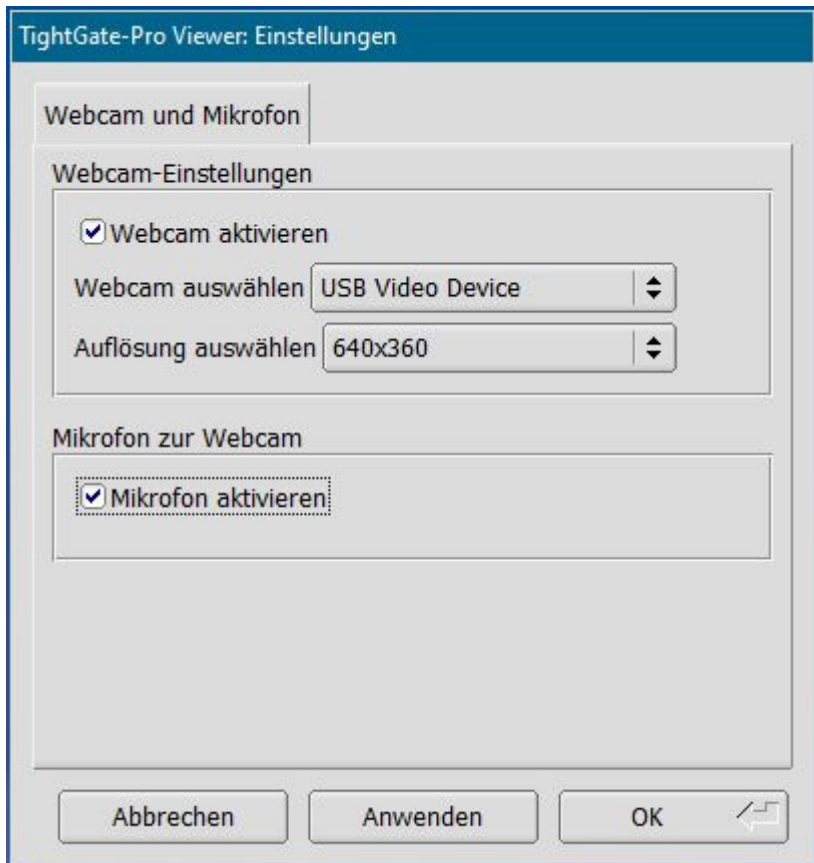 TightGate-Pro Viewer: Einstellungen
Webcam und Mikrofon
Webcam-Einstellungen
Webcam aktivieren
Webcam auswählen USB Video Device
Auflösung auswählen 640x360
Mikrofon zur Webcam
Mikrofon aktivieren
Abbrechen Anwenden OK